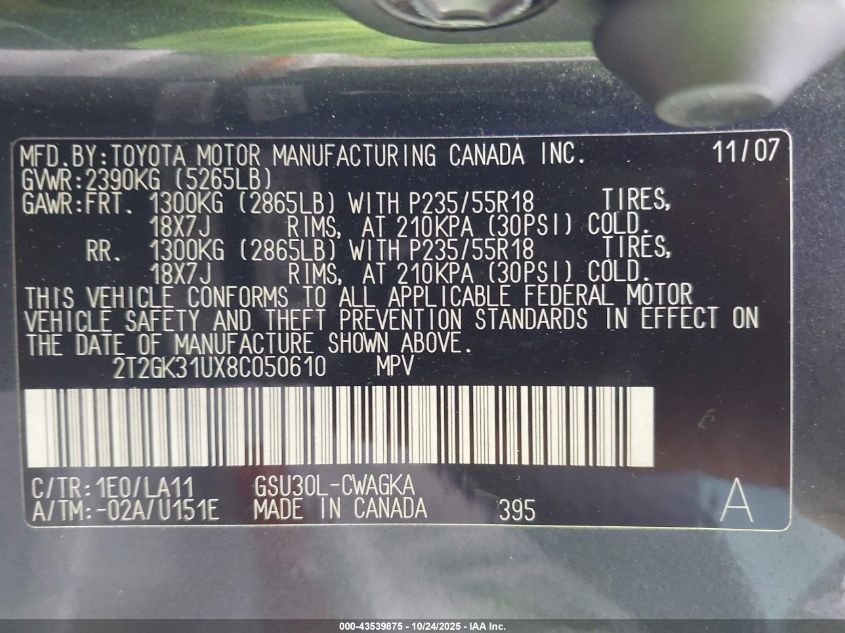 MFD.BY:TOYOTA MOTOR MANUFACTURING CANADA INC. 11/07
GVWR:2390KG (5265LB)
GAWR:FRT. 1300KG (2865LB) WITH P235/55R18 TIRES,
18X7J RIMS, AT 210KPA (30PSI) COLD.
RR. 1300KG (2865LB) WITH P235/55R18 TIRES,
18X7J RIMS, AT 210KPA (30PSI) COLD.
THIS VEHICLE CONFORMS TO ALL APPLICABLE FEDERAL MOTOR
VEHICLE SAFETY AND THEFT PREVENTION STANDARDS IN EFFECT ON
THE DATE OF MANUFACTURE SHOWN ABOVE.
2T2GK31UX8C050610 MPV
C/TR:1E0/LA11 GSU30L-CWAGKA
A/TM:-02A/U151E MADE IN CANADA 395 A
000-43539875 • 10/24/2025 • IAA Inc.